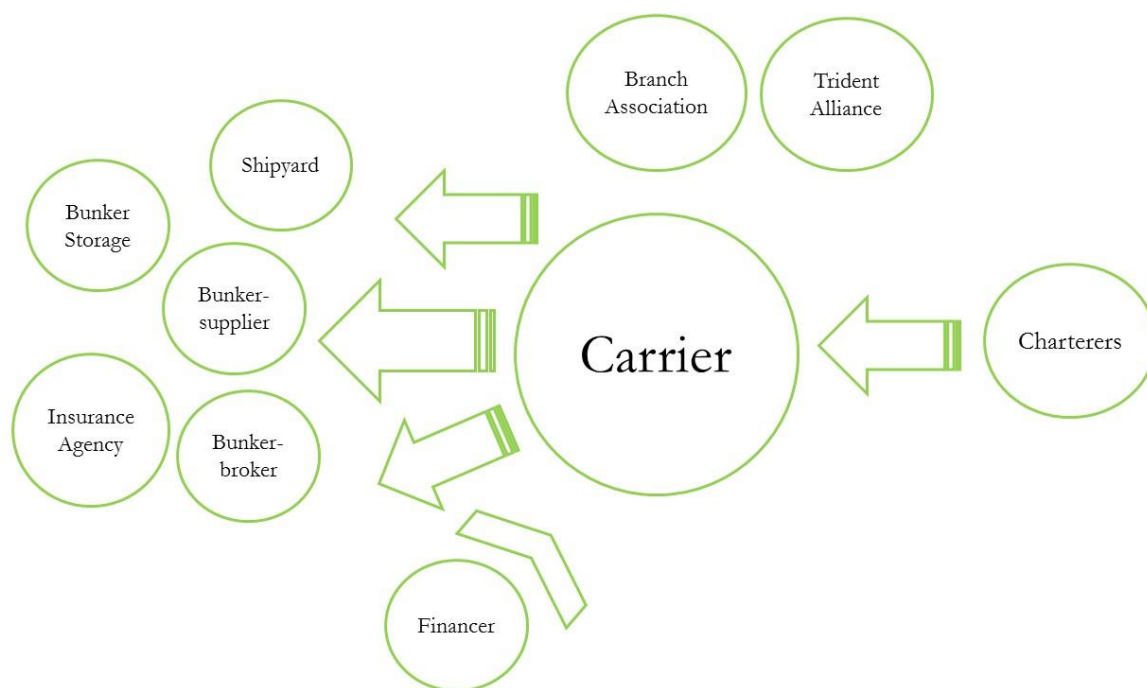 Branch
Association
Trident
Alliance
Shipyard
Bunker
Storage
Bunker-
supplier
Carrier
Charterers
Insurance
Agency
Bunker-
broker
Financer